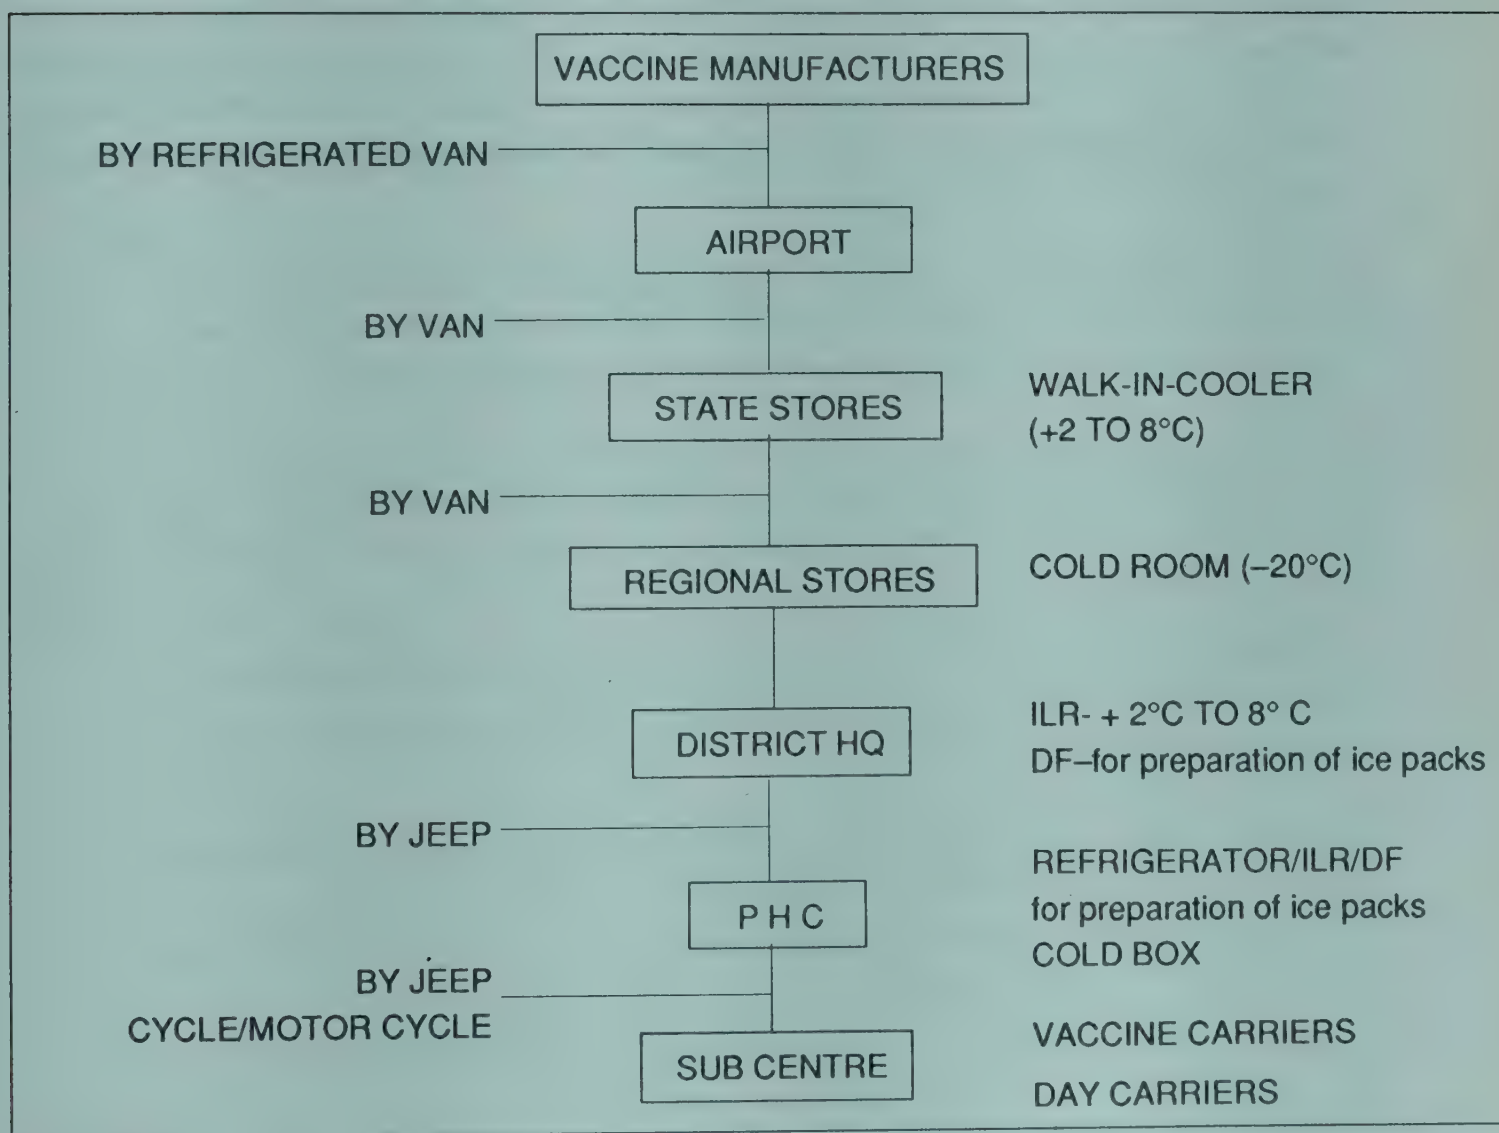 VACCINE MANUFACTURERS
BY REFRIGERATED VAN
AIRPORT
BY VAN
STATE STORES
WALK-IN-COOLER
(+2 TO 8°C)
BY VAN
REGIONAL STORES
COLD ROOM (–20°C)
DISTRICT HQ
ILR- + 2°C TO 8° C
DF–for preparation of ice packs
BY JEEP
P H C
REFRIGERATOR/ILR/DF
for preparation of ice packs
COLD BOX
BY JEEP
CYCLE/MOTOR CYCLE
SUB CENTRE
VACCINE CARRIERS
DAY CARRIERS